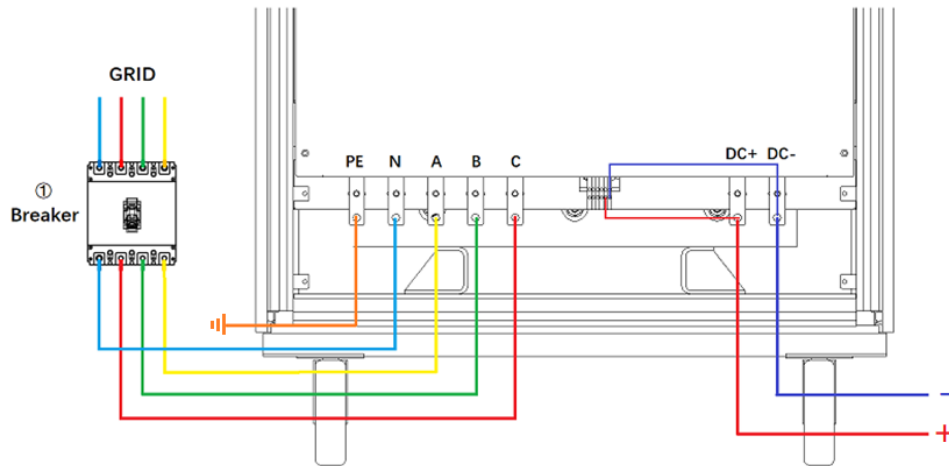 GRID
①
Breaker
PE N A B C DC+ DC-
-
+